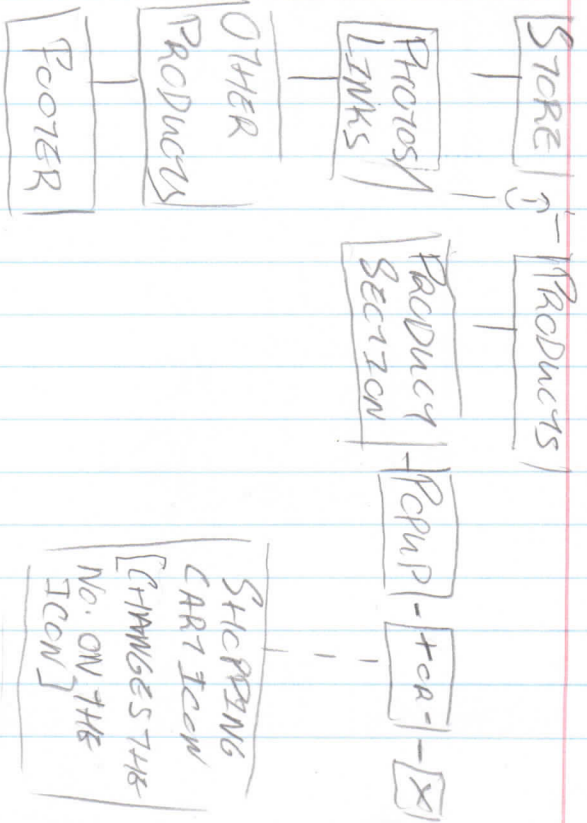 STORE
PRODUCTS
PHOTOS/
LINKS
PRODUCT
SECTION
POPUP
+ OR -
X
OTHER
PRODUCTS
SHOPPING
CART ICON
[CHANGES THE
NO. ON THE
ICON]
FOOTER